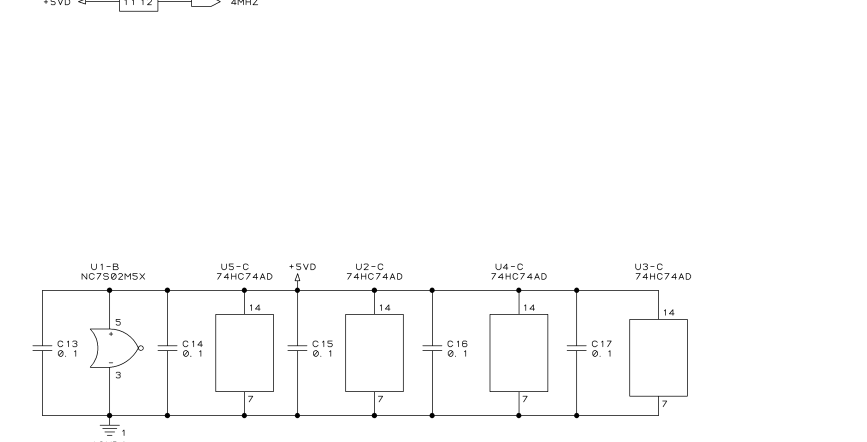 +5VD 11 12 4MHZ
U1-B U5-C +5VD U2-C U4-C U3-C
NC7S02M5X 74HC74AD 74HC74AD 74HC74AD 74HC74AD
14 14 14 14
5
+
C13 C14 C15 C16 C17
0.1 0.1 0.1 0.1 0.1
-
3
7 7 7 7
1